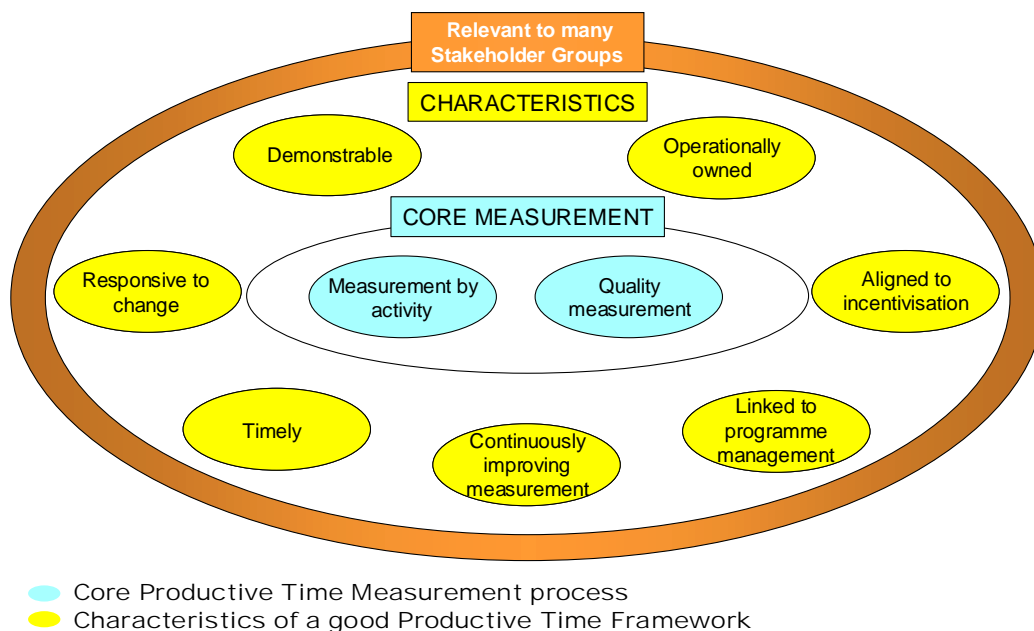 Relevant to many
Stakeholder Groups
CHARACTERISTICS
Demonstrable
Operationally
owned
CORE MEASUREMENT
Responsive to
change
Measurement by
activity
Quality
measurement
Aligned to
incentivisation
Timely
Continuously
improving
measurement
Linked to
programme
management
Core Productive Time Measurement process
Characteristics of a good Productive Time Framework